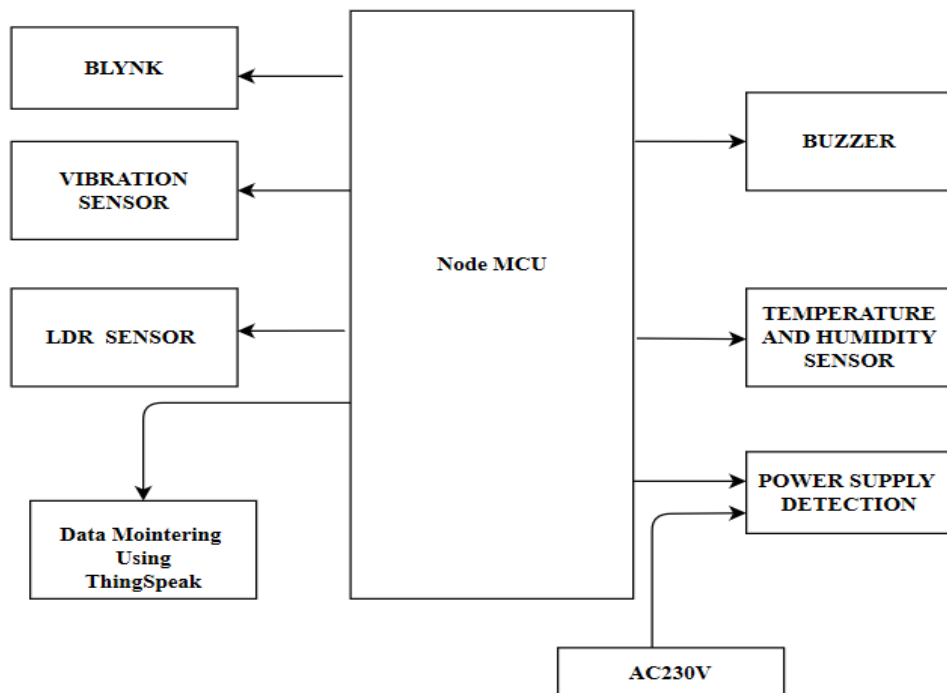 BLYNK
VIBRATION
SENSOR
LDR SENSOR
Data Mointering
Using
ThingSpeak
Node MCU
BUZZER
TEMPERATURE
AND HUMIDITY
SENSOR
POWER SUPPLY
DETECTION
AC230V